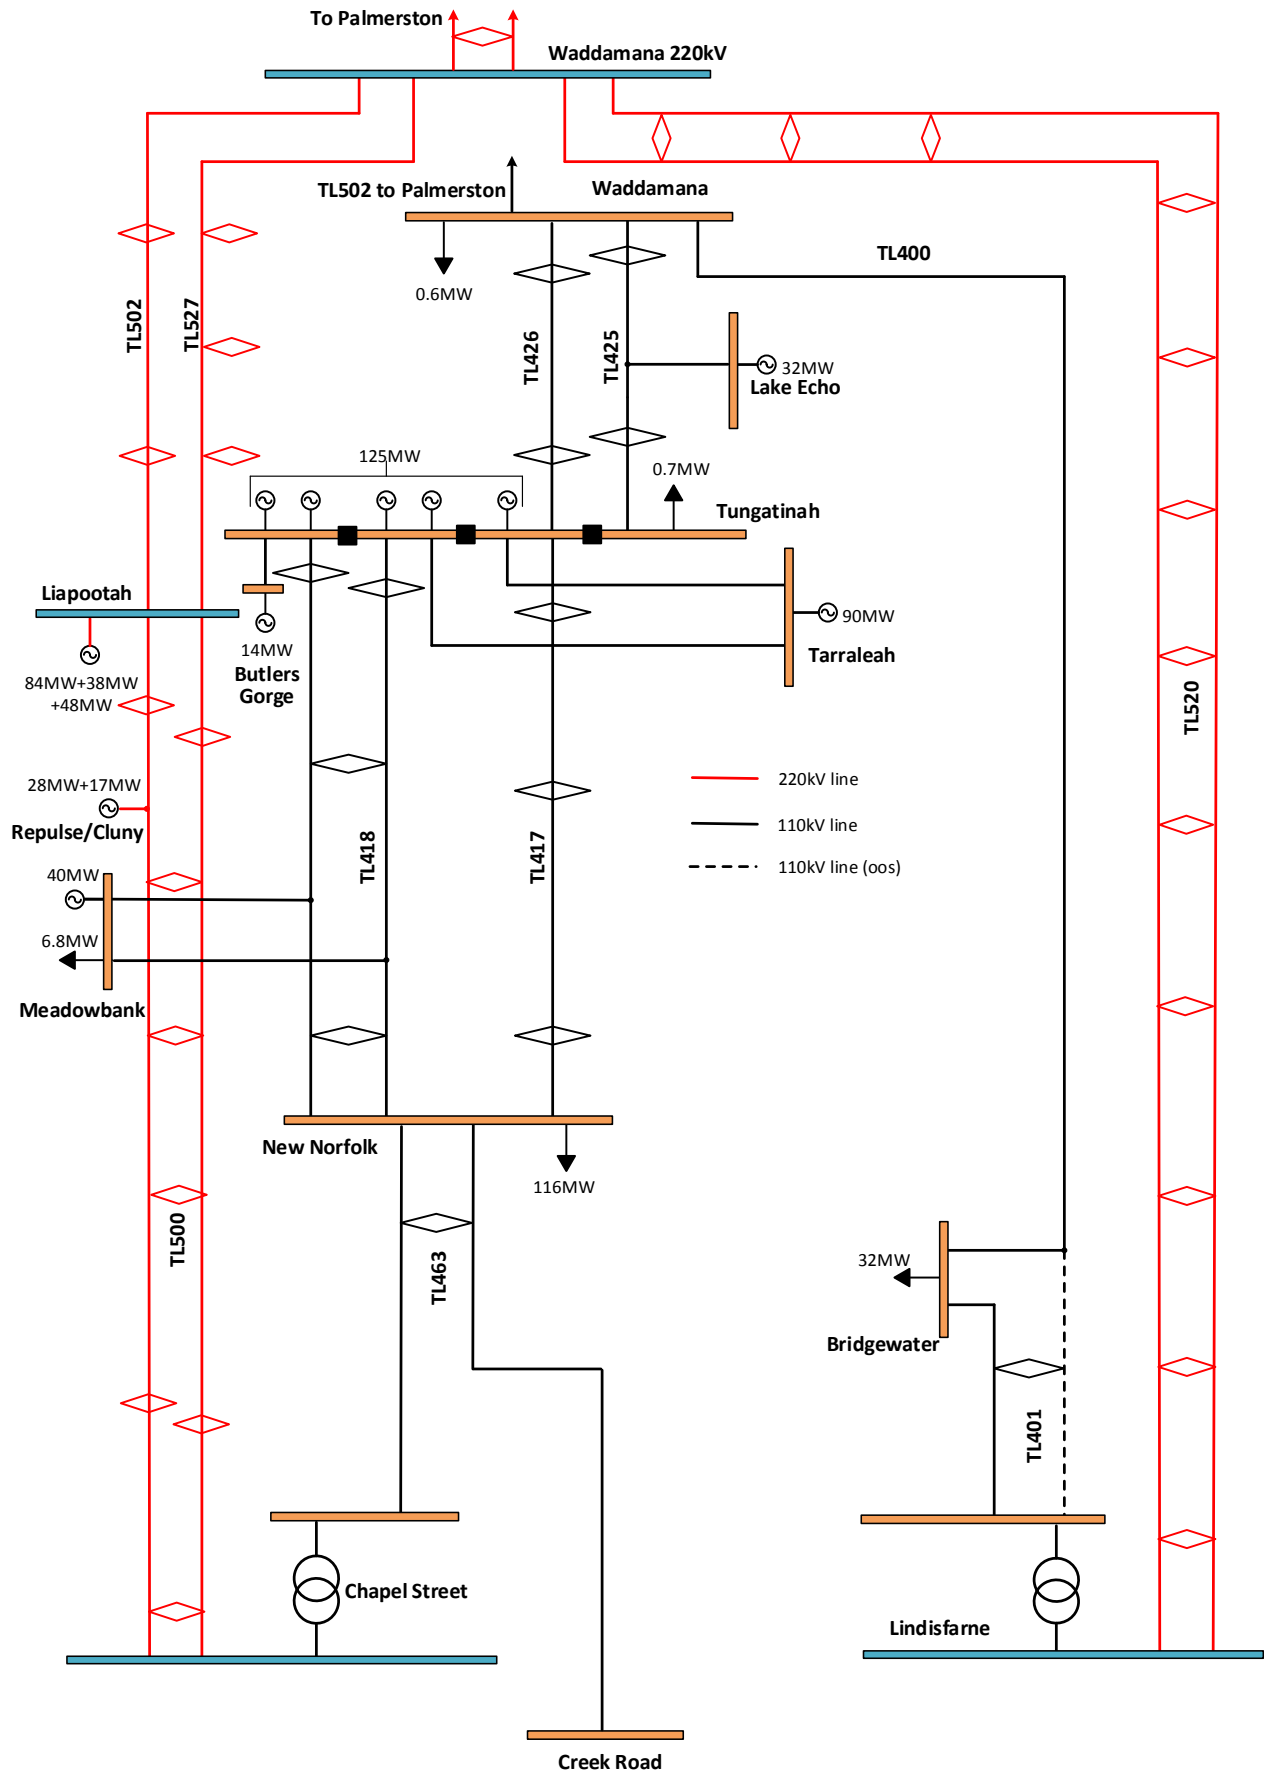 To Palmerston
Waddamana 220kV
TL502 to Palmerston
Waddamana
0.6MW
TL400
TL502
TL527
TL426
TL425
32MW
Lake Echo
125MW
0.7MW
Tungatinah
Liapootah
84MW+38MW
+48MW
14MW
Butlers
Gorge
90MW
Tarraleah
TL520
28MW+17MW
Repulse/Cluny
220kV line
110kV line
110kV line (oos)
TL418
TL417
40MW
6.8MW
Meadowbank
New Norfolk
116MW
TL500
TL463
32MW
Bridgewater
TL401
Chapel Street
Lindisfarne
Creek Road